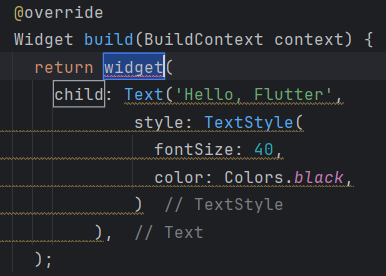 @override
Widget build(BuildContext context) {
return widget(
child: Text('Hello, Flutter',
style: TextStyle(
fontSize: 40,
color: Colors.black,
) // TextStyle
), // Text
);